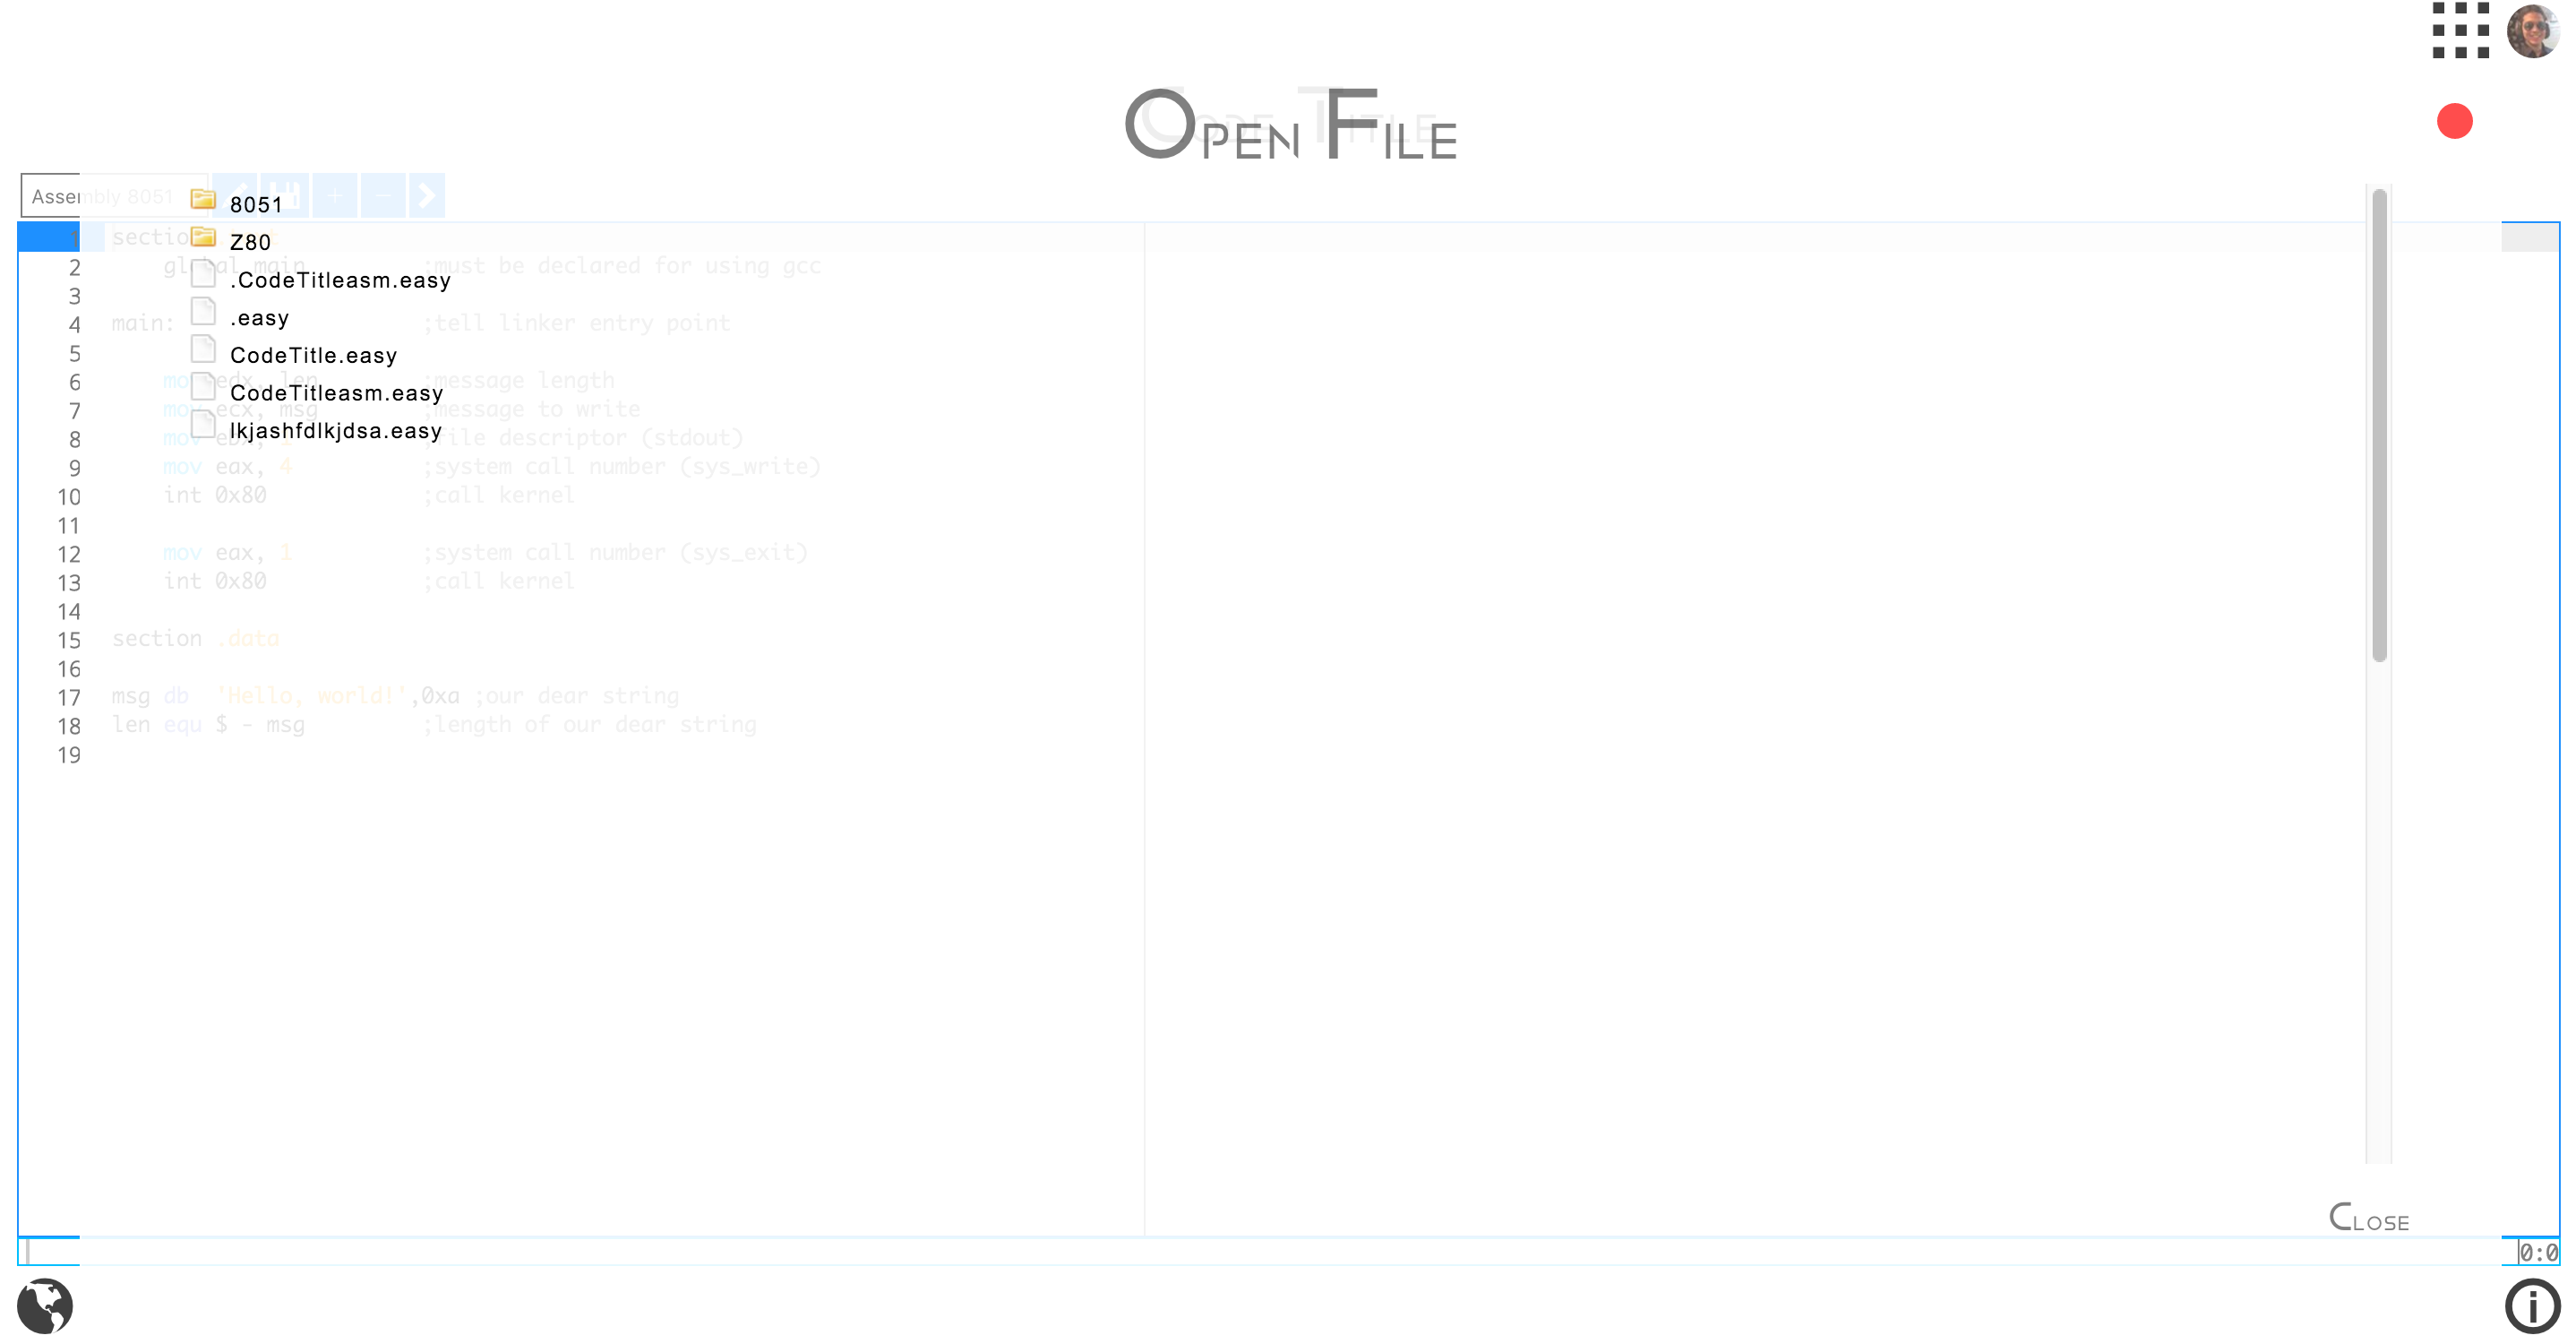 Code Title
Open File
Assembly 8051
8051
Z80
.CodeTitleasm.easy
.easy
CodeTitle.easy
CodeTitleasm.easy
lkjashfdlkjdsa.easy
1 section
2 global main ;must be declared for using gcc
3
4 main: ;tell linker entry point
5
6 mov edx, len ;message length
7 mov ecx, msg ;message to write
8 mov ebx, ;file descriptor (stdout)
9 mov eax, 4 ;system call number (sys_write)
10 int 0x80 ;call kernel
11
12 mov eax, 1 ;system call number (sys_exit)
13 int 0x80 ;call kernel
14
15 section .data
16
17 msg db 'Hello, world!',0xa ;our dear string
18 len equ $ - msg ;length of our dear string
19
Close
0:0